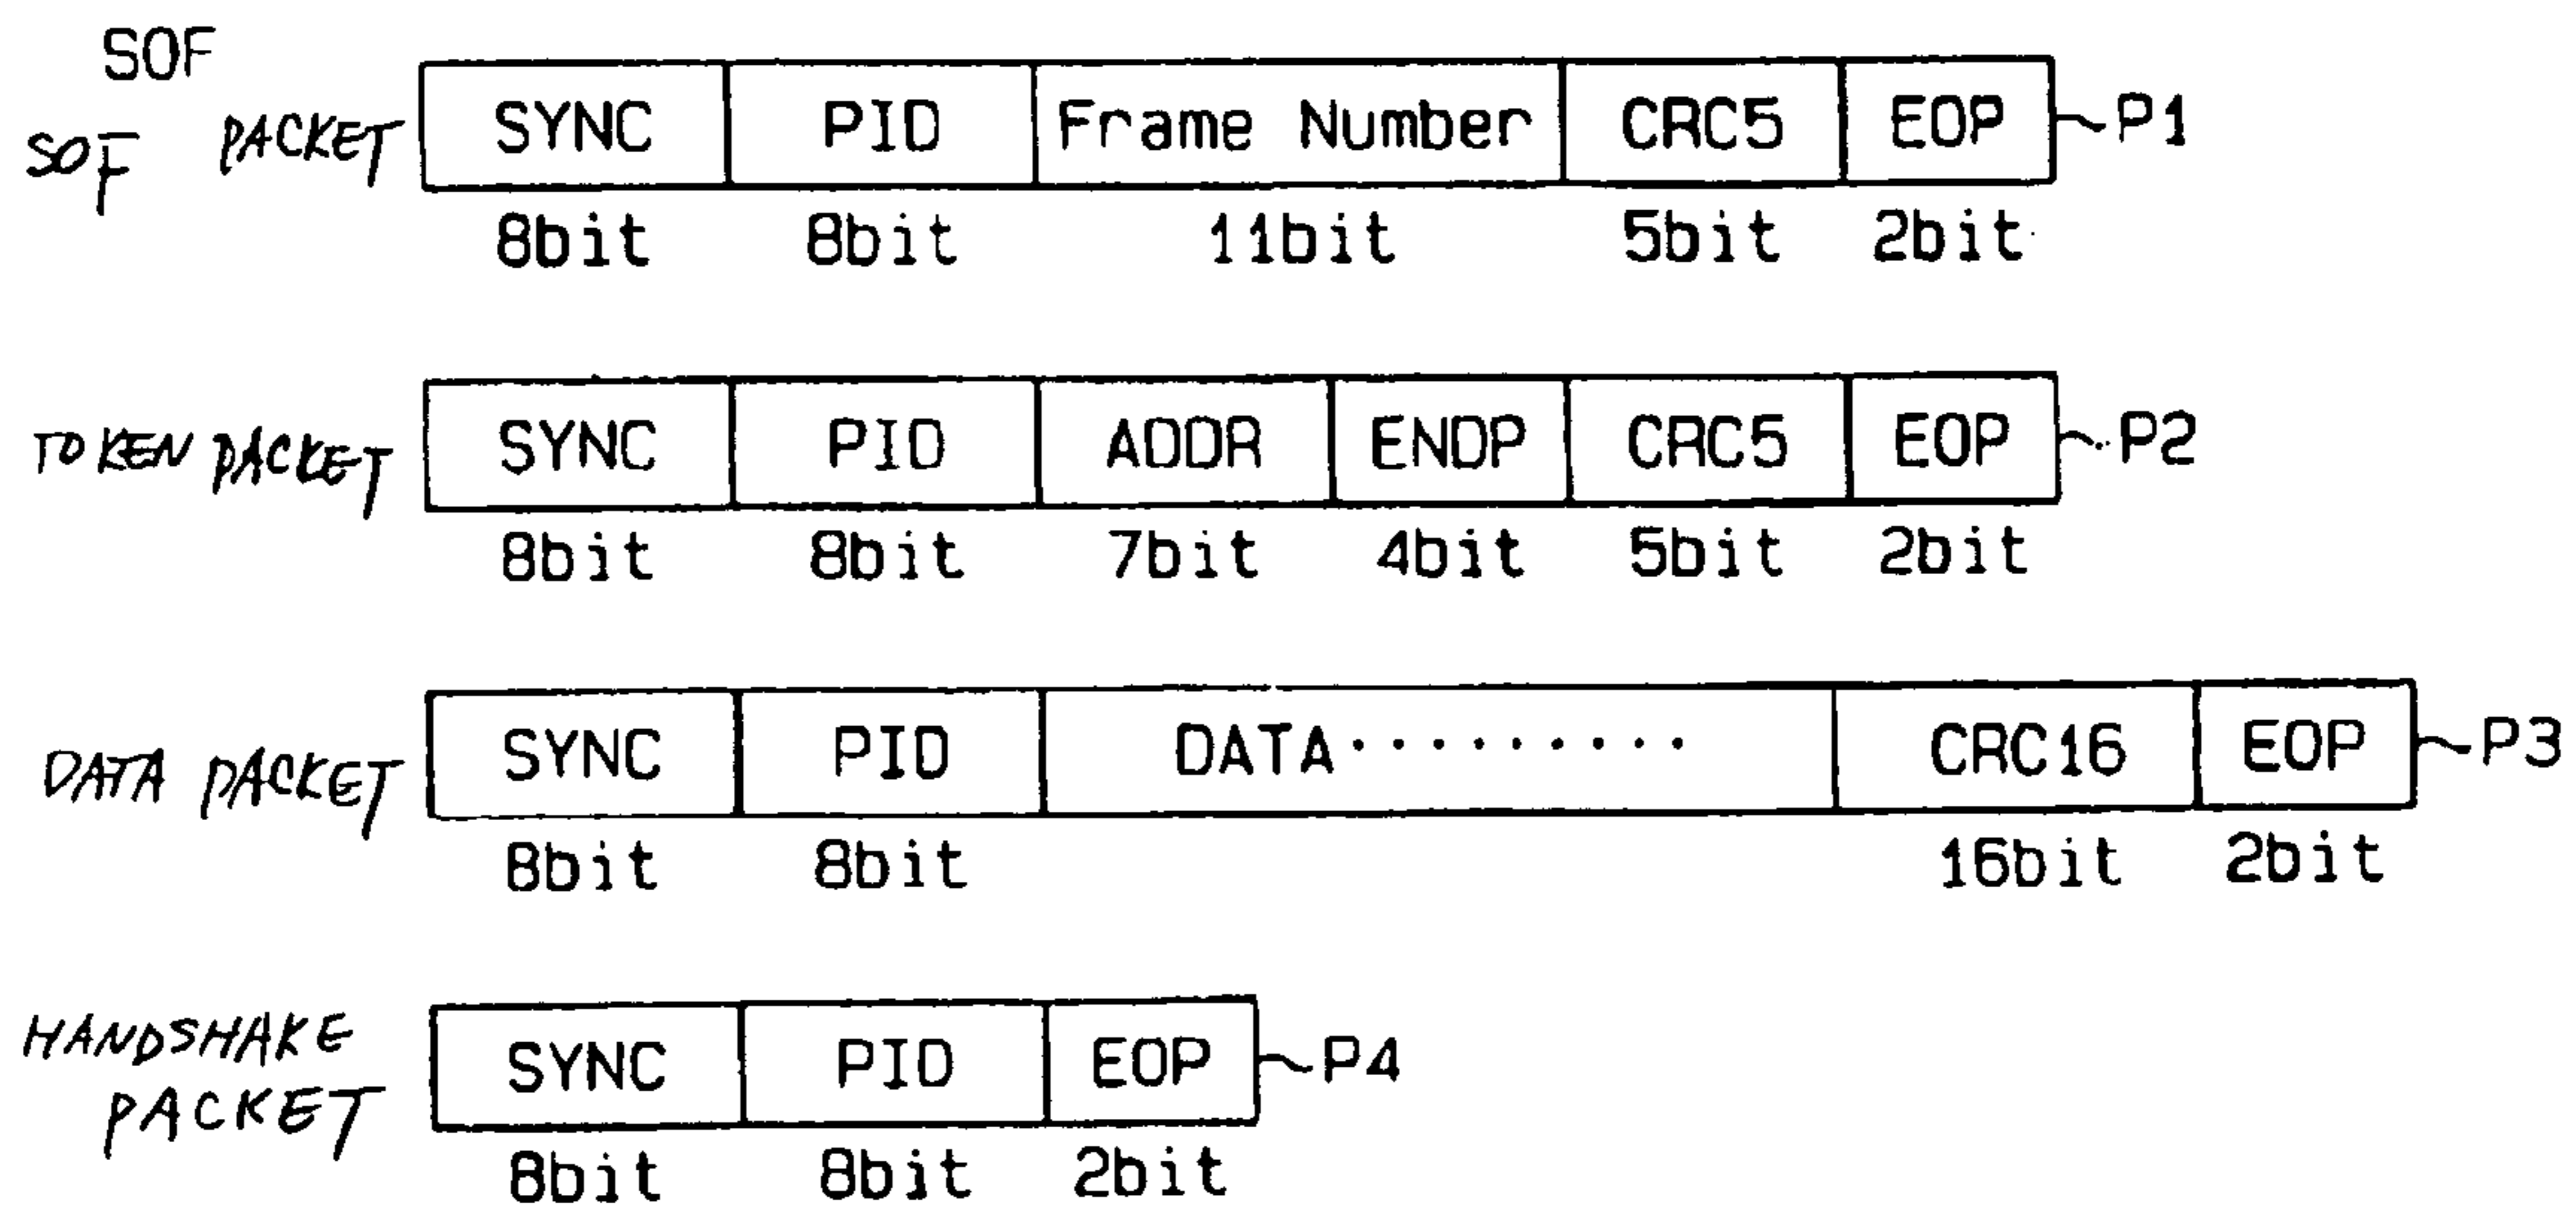 SOF
SOF PACKET SYNC PID Frame Number CRC5 EOP P1
8bit 8bit 11bit 5bit 2bit
TOKEN PACKET SYNC PID ADDR ENDP CRC5 EOP P2
8bit 8bit 7bit 4bit 5bit 2bit
DATA PACKET SYNC PID DATA········· CRC16 EOP P3
8bit 8bit 16bit 2bit
HANDSHAKE
PACKET SYNC PID EOP P4
8bit 8bit 2bit